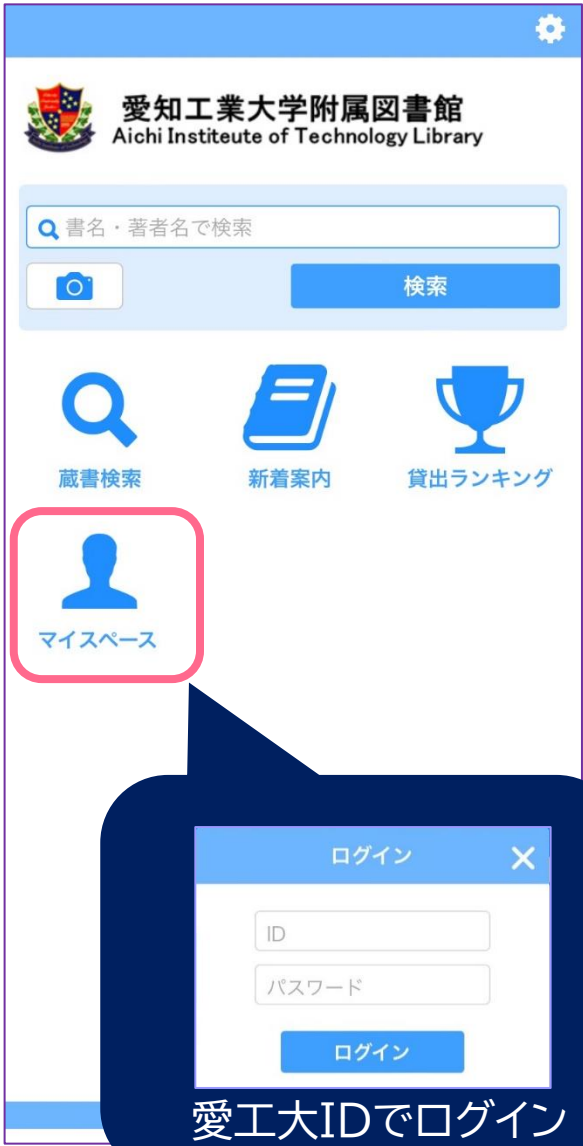 愛知工業大学附属図書館
Aichi Institeute of Technology Library
書名・著者名で検索
検索
蔵書検索
新着案内
貸出ランキング
マイスペース
ログイン
ID
パスワード
ログイン
愛工大IDでログイン